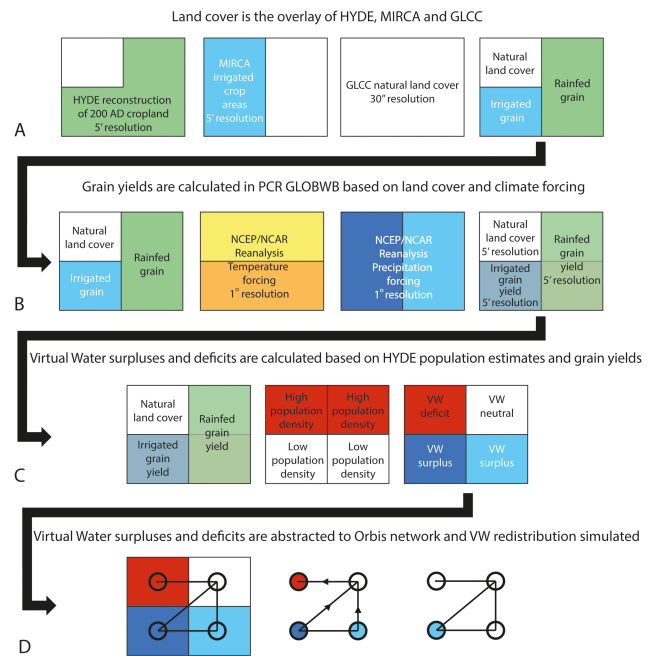 Land cover is the overlay of HYDE, MIRCA and GLCC
HYDE reconstruction
of 200 AD cropland
5' resolution
MIRCA
irrigated
crop
areas
5' resolution
GLCC natural land cover
30" resolution
Natural
land cover
Irrigated
grain
Rainfed
grain
A
Grain yields are calculated in PCR GLOBWB based on land cover and climate forcing
Natural
land cover
Irrigated
grain
Rainfed
grain
NCEP/NCAR
Reanalysis
Temperature
forcing
1° resolution
NCEP/NCAR
Reanalysis
Precipitation
forcing
1° resolution
Natural
land cover
5' resolution
Irrigated
grain
yield
5' resolution
Rainfed
grain
yield
5' resolution
B
Virtual Water surpluses and deficits are calculated based on HYDE population estimates and grain yields
Natural
land cover
Irrigated
grain
yield
Rainfed
grain
yield
High
population
density
High
population
density
Low
population
density
Low
population
density
VW
deficit
VW
neutral
VW
surplus
VW
surplus
C
Virtual Water surpluses and deficits are abstracted to Orbis network and VW redistribution simulated
D